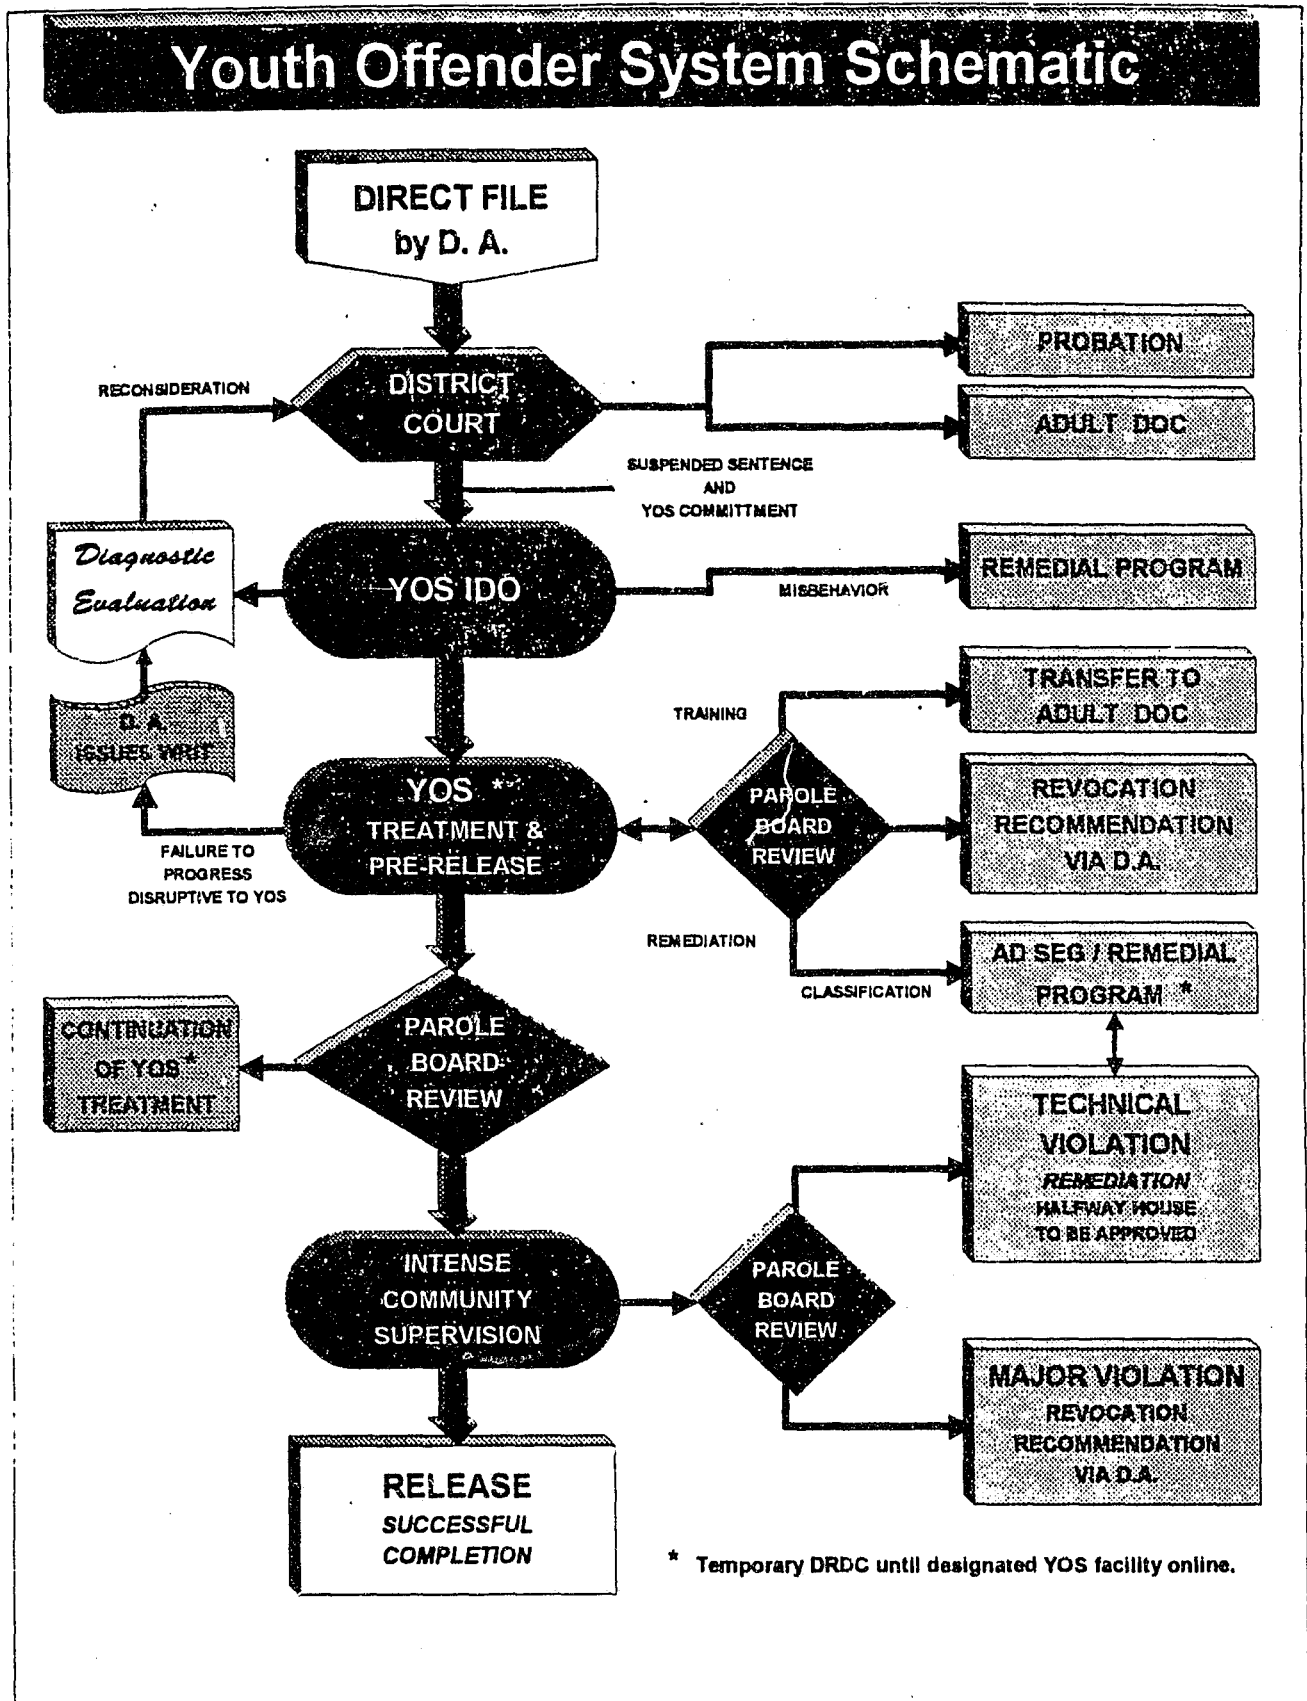 Youth Offender System Schematic
DIRECT FILE
by D. A.
DISTRICT
COURT
PROBATION
ADULT DOC
RECONSIDERATION
SUSPENDED SENTENCE
AND
YOS COMMITTMENT
Diagnostic
Evaluation
YOS IDO
MISBEHAVIOR
REMEDIAL PROGRAM
D. A.
ISSUES WRIT
TRAINING
TRANSFER TO
ADULT DOC
YOS *
TREATMENT &
PRE-RELEASE
PAROLE
BOARD
REVIEW
REVOCATION
RECOMMENDATION
VIA D.A.
FAILURE TO
PROGRESS
DISRUPTIVE TO YOS
REMEDIATION
CLASSIFICATION
AD SEG / REMEDIAL
PROGRAM *
CONTINUATION
OF YOS *
TREATMENT
PAROLE
BOARD
REVIEW
TECHNICAL
VIOLATION
REMEDIATION
HALFWAY HOUSE
TO BE APPROVED
INTENSE
COMMUNITY
SUPERVISION
PAROLE
BOARD
REVIEW
MAJOR VIOLATION
REVOCATION
RECOMMENDATION
VIA D.A.
RELEASE
SUCCESSFUL
COMPLETION
* Temporary DRDC until designated YOS facility online.